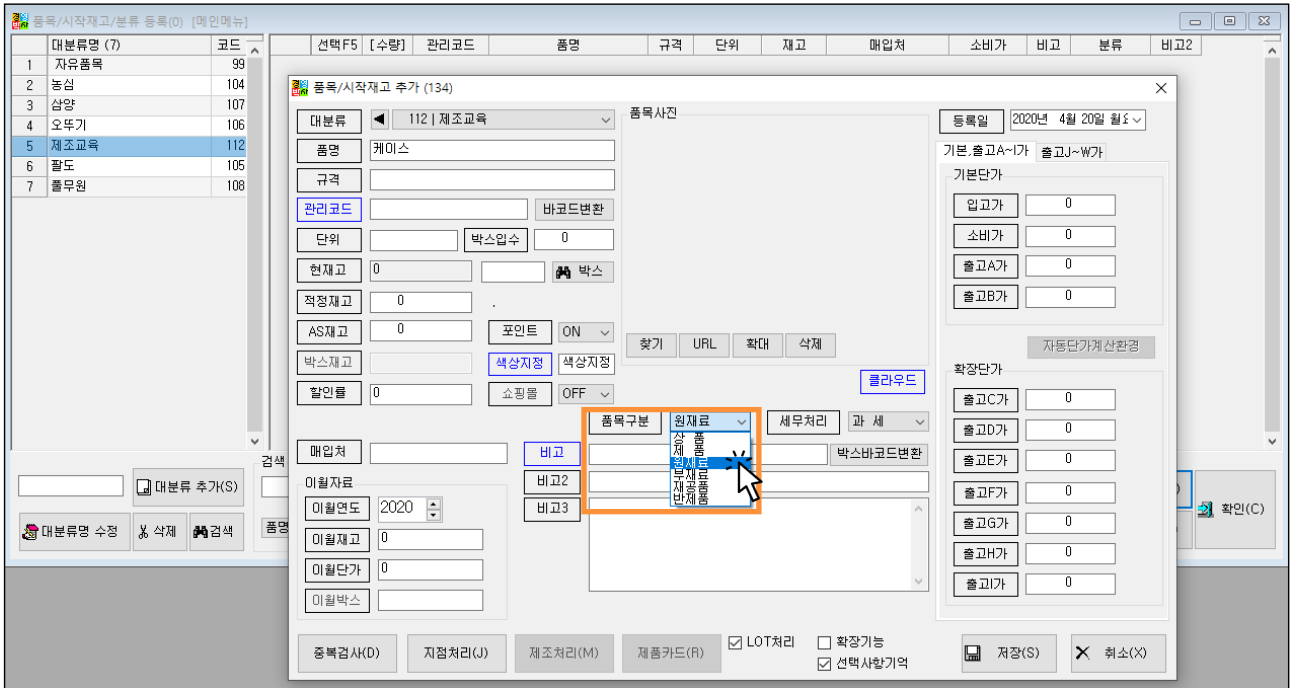 품목/시작재고/분류 등록(0) [메인메뉴]
대분류명 (7) 코드 선택F5 [수량] 관리코드 품명 규격 단위 재고 매입처 소비가 비고 분류 비고2
1 자유품목 99
2 농심 104
3 삼양 107
4 오뚜기 106
5 제조교육 112
6 팔도 105
7 풀무원 108
대분류 추가(S)
대분류명 수정 삭제 검색
검색
품명
확인(C)
품목/시작재고 추가 (134)
대분류 112 | 제조교육
품명 케이스
규격
관리코드 바코드변환
단위 박스입수 0
현재고 0 박스
적정재고 0 .
AS재고 0 포인트 ON
박스재고 색상지정 색상지정
할인률 0 쇼핑몰 OFF
품목사진
찾기 URL 확대 삭제
클라우드
품목구분 원재료 세무처리 과 세
상 품
제 품
원재료
부재료
재공품
반제품
매입처 비고 박스바코드변환
비고2
비고3
이월자료
이월연도 2020
이월재고 0
이월단가 0
이월박스
등록일 2020년 4월 20일 월요
기본,출고A~I가 출고J~W가
기본단가
입고가 0
소비가 0
출고A가 0
출고B가 0
자동단가계산환경
확장단가
출고C가 0
출고D가 0
출고E가 0
출고F가 0
출고G가 0
출고H가 0
출고I가 0
중복검사(D) 지점처리(J) 제조처리(M) 제품카드(R) LOT처리 확장기능
선택사항기억
저장(S) 취소(X)